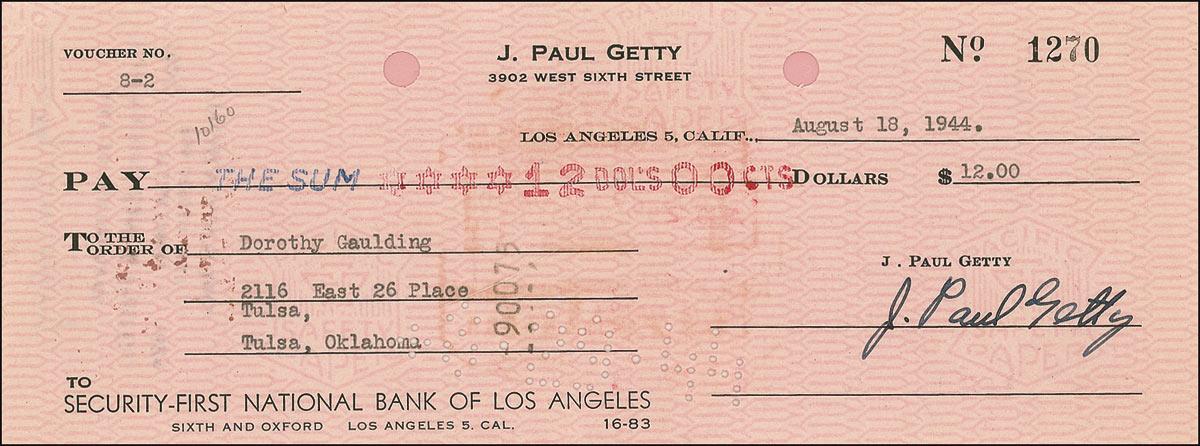 VOUCHER NO.
8-2
J. PAUL GETTY
3902 WEST SIXTH STREET
Nº 1270
10160
LOS ANGELES 5, CALIF... August 18, 1944.
PAY THE SUM 12 DOL'S 00 CTS DOLLARS $ 12.00
TO THE ORDER OF Dorothy Gaulding
2116 East 26 Place
Tulsa,
Tulsa, Oklahoma
90075
J. PAUL GETTY
J. Paul Getty
TO
SECURITY-FIRST NATIONAL BANK OF LOS ANGELES
SIXTH AND OXFORD LOS ANGELES 5. CAL. 16-83